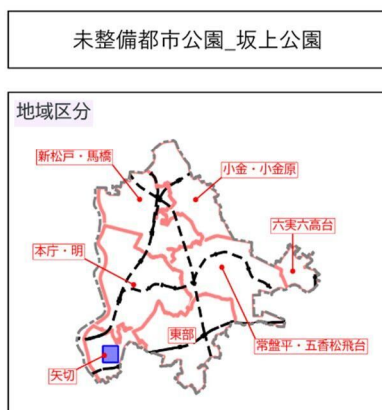 未整備都市公園_坂上公園
地域区分
新松戸・馬橋
小金・小金原
六実六高台
本庁・明
東部
常盤平・五香松飛台
矢切